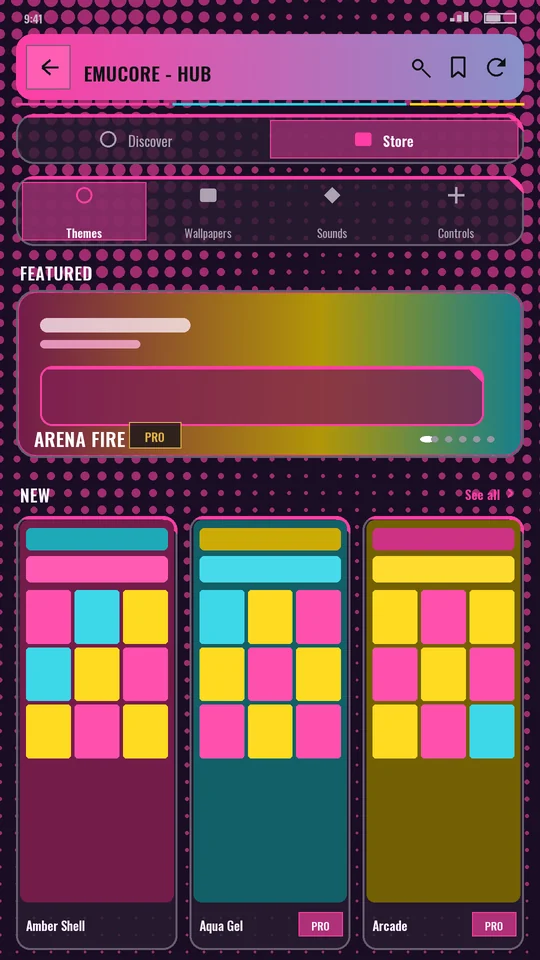 9:41
EMUCORE - HUB
Discover
Store
Themes
Wallpapers
Sounds
Controls
FEATURED
ARENA FIRE PRO
NEW
See all
Amber Shell
Aqua Gel PRO
Arcade PRO